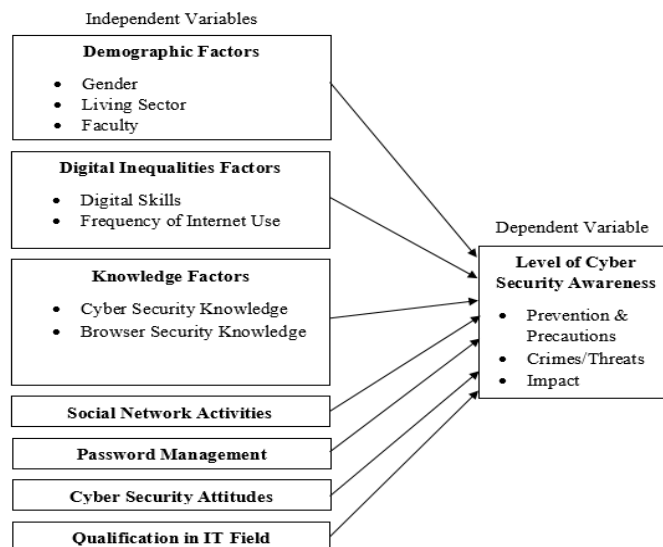 Independent Variables
Demographic Factors
• Gender
• Living Sector
• Faculty
Digital Inequalities Factors
• Digital Skills
• Frequency of Internet Use
Knowledge Factors
• Cyber Security Knowledge
• Browser Security Knowledge
Social Network Activities
Password Management
Cyber Security Attitudes
Qualification in IT Field
Dependent Variable
Level of Cyber
Security Awareness
• Prevention &
Precautions
• Crimes/Threats
• Impact